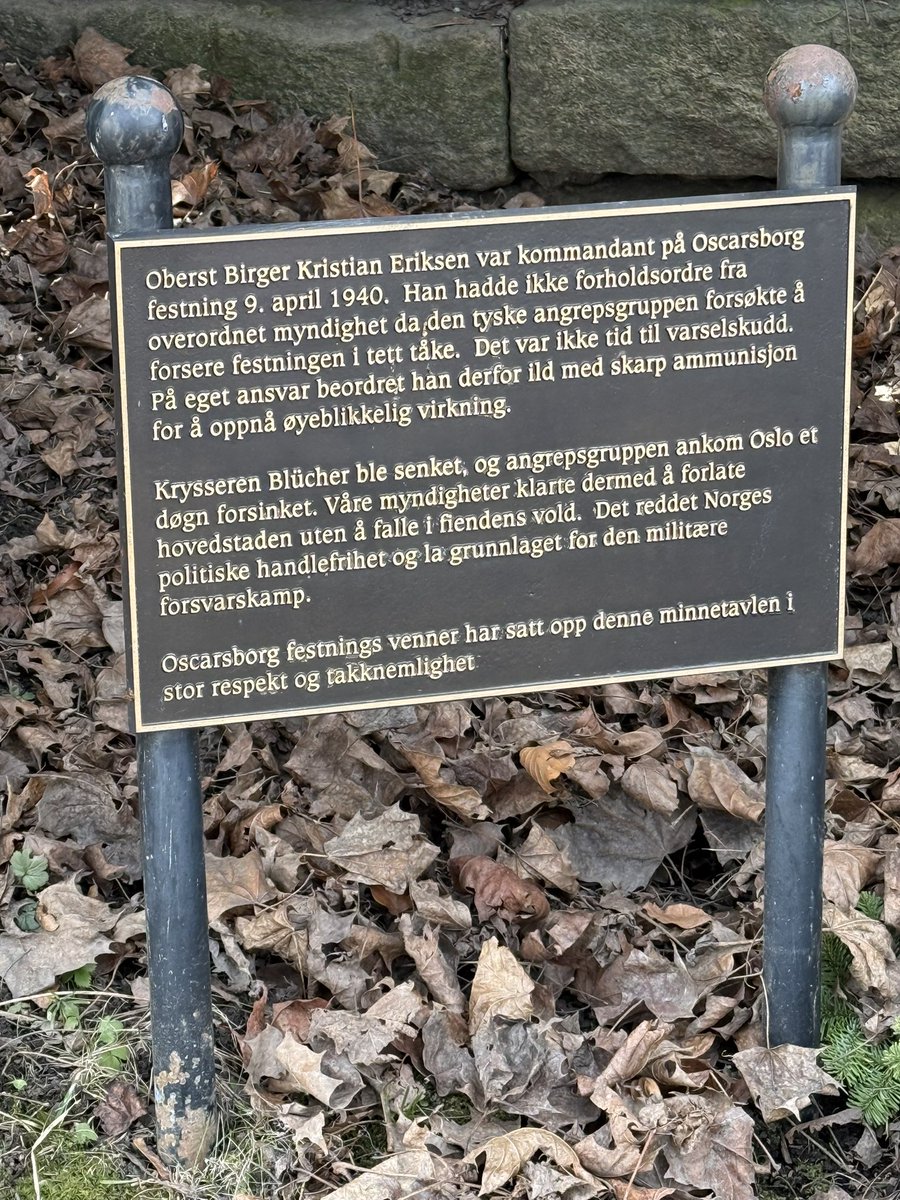 Oberst Birger Kristian Eriksen var kommandant på Oscarsborg
festning 9. april 1940. Han hadde ikke forholdsordre fra
overordnet myndighet da den tyske angrepsgruppen forsøkte å
forsere festningen i tett tåke. Det var ikke tid til varselskudd.
På eget ansvar beordret han derfor ild med skarp ammunisjon
for å oppnå øyeblikkelig virkning.
Krysseren Blücher ble senket, og angrepsgruppen ankom Oslo et
døgn forsinket. Våre myndigheter klarte dermed å forlate
hovedstaden uten å falle i fiendens vold. Det reddet Norges
politiske handlefrihet og la grunnlaget for den militære
forsvarskamp.
Oscarsborg festnings venner har satt opp denne minnetavlen i
stor respekt og takknemlighet